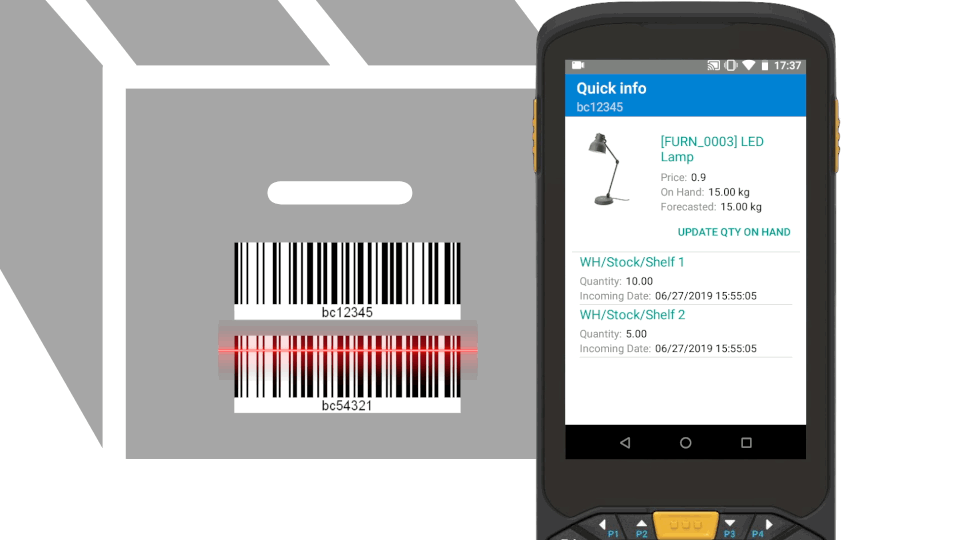 bc12345
bc54321
17:37
Quick info
bc12345
[FURN_0003] LED
Lamp
Price: 0.9
On Hand: 15.00 kg
Forecasted: 15.00 kg
UPDATE QTY ON HAND
WH/Stock/Shelf 1
Quantity: 10.00
Incoming Date: 06/27/2019 15:55:05
WH/Stock/Shelf 2
Quantity: 5.00
Incoming Date: 06/27/2019 15:55:05
P1 P2 P3 P4